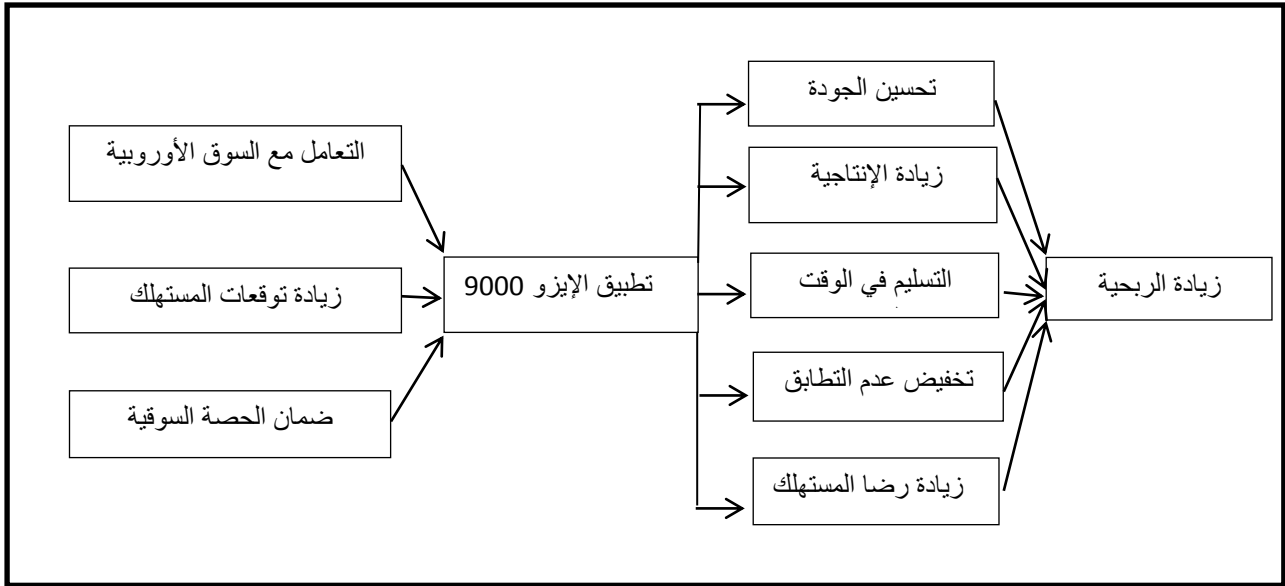 التعامل مع السوق الأوروبية
زيادة توقعات المستهلك
ضمان الحصة السوقية
تطبيق الإيزو 9000
تحسين الجودة
زيادة الإنتاجية
التسليم في الوقت
تخفيض عدم التطابق
زيادة رضا المستهلك
زيادة الربحية